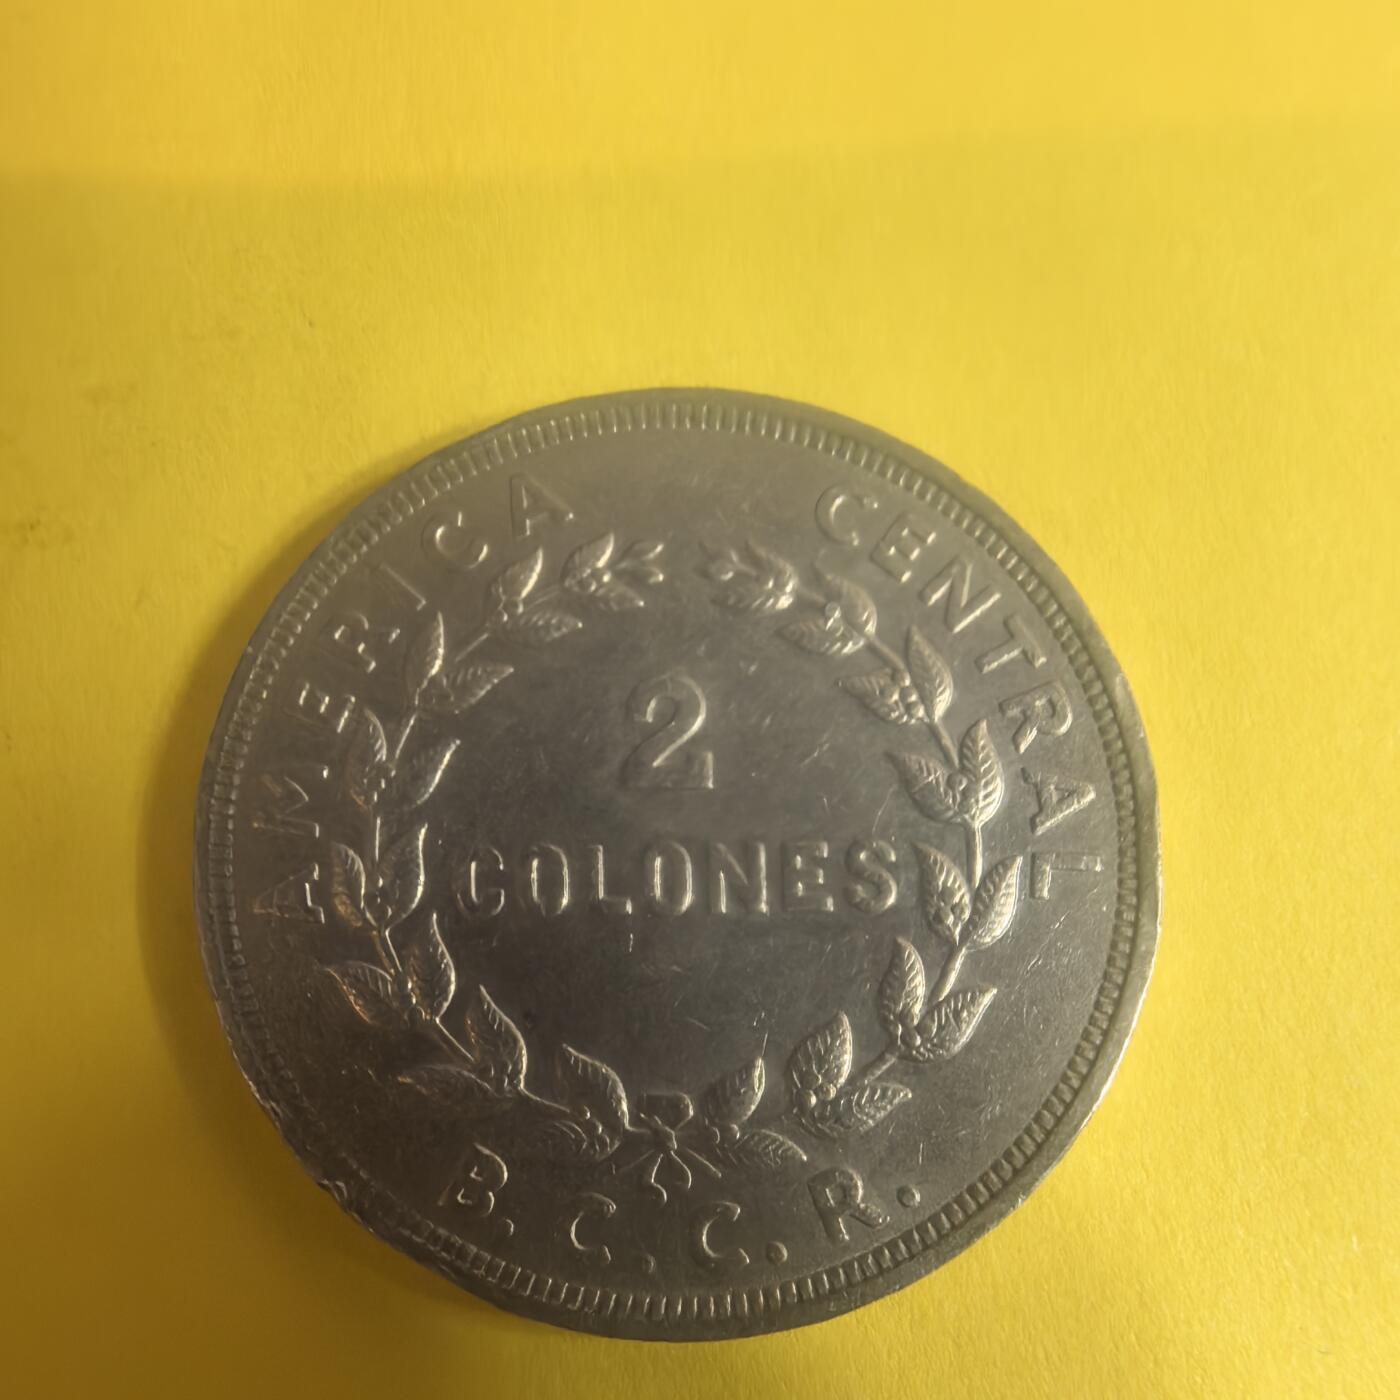 AMERICA CENTRAL
2
COLONES
B. C. C. R.